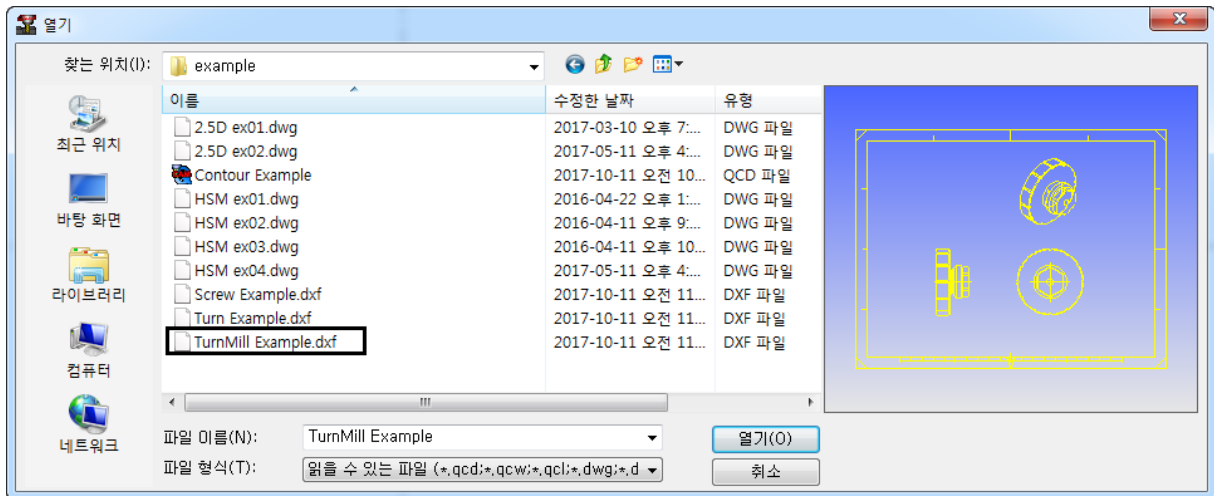 열기
찾는 위치(I): example
이름 수정한 날짜 유형
2.5D ex01.dwg 2017-03-10 오후 7:... DWG 파일
2.5D ex02.dwg 2017-05-11 오후 4:... DWG 파일
Contour Example 2017-10-11 오전 10... QCD 파일
HSM ex01.dwg 2016-04-22 오후 1:... DWG 파일
HSM ex02.dwg 2016-04-11 오후 9:... DWG 파일
HSM ex03.dwg 2016-04-11 오후 10... DWG 파일
HSM ex04.dwg 2017-05-11 오후 4:... DWG 파일
Screw Example.dxf 2017-10-11 오전 11... DXF 파일
Turn Example.dxf 2017-10-11 오전 11... DXF 파일
TurnMill Example.dxf 2017-10-11 오전 11... DXF 파일
최근 위치
바탕 화면
라이브러리
컴퓨터
네트워크
파일 이름(N): TurnMill Example 열기(O)
파일 형식(T): 읽을 수 있는 파일 (*.qcd;*.qcw;*.qcl;*.dwg;*.d 취소